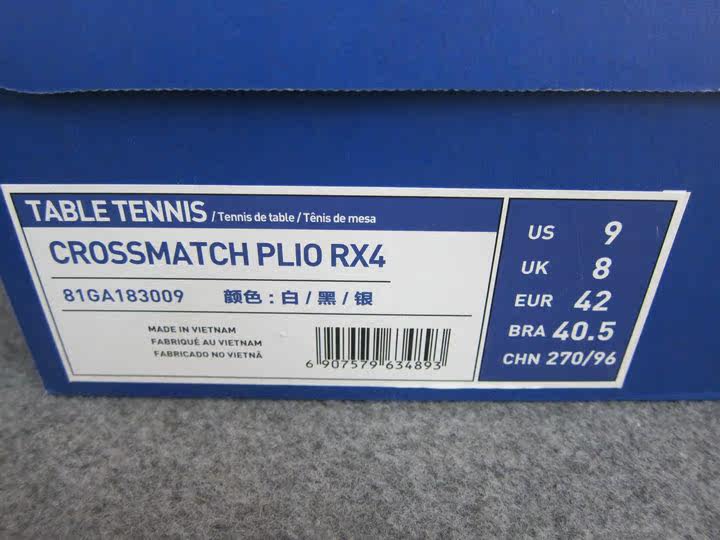 TABLE TENNIS / Tennis de table / Tênis de mesa
CROSSMATCH PLIO RX4
81GA183009 颜色：白/黑/银
MADE IN VIETNAM
FABRIQUÉ AU VIETNAM
FABRICADO NO VIETNÃ
6 907579 634893
US 9
UK 8
EUR 42
BRA 40.5
CHN 270/96